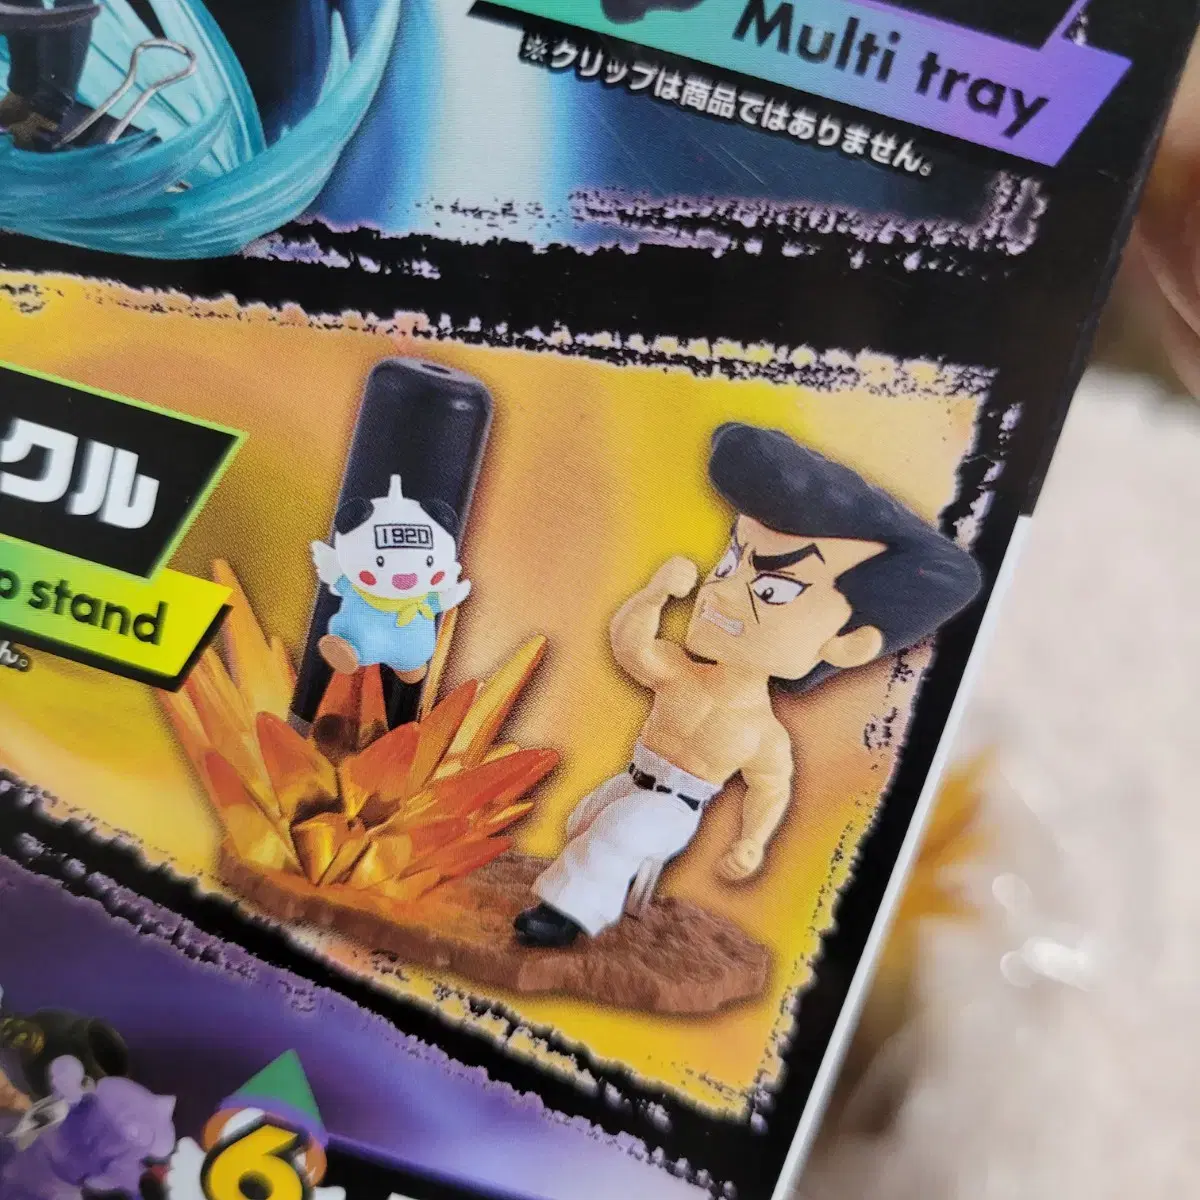 Multi tray
※クリップは商品ではありません。
クル
stand
ん。
1920
6